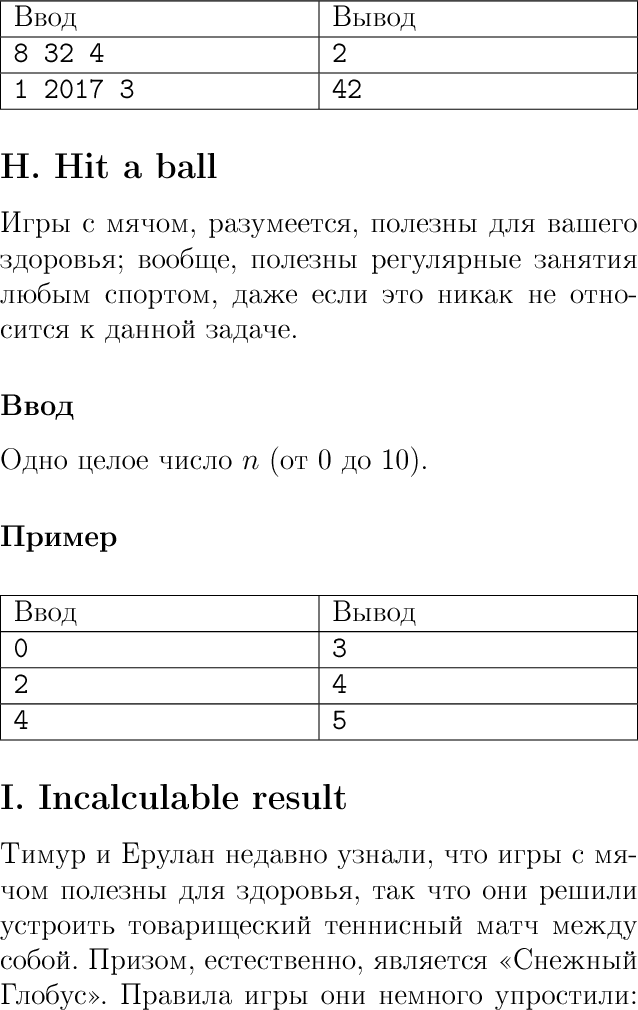 Ввод Вывод
8 32 4 2
1 2017 3 42
H. Hit a ball
Игры с мячом, разумеется, полезны для вашего
здоровья; вообще, полезны регулярные занятия
любым спортом, даже если это никак не отно-
сится к данной задаче.
Ввод
Одно целое число n (от 0 до 10).
Пример
Ввод Вывод
0 3
2 4
4 5
I. Incalculable result
Тимур и Ерулан недавно узнали, что игры с мя-
чом полезны для здоровья, так что они решили
устроить товарищеский теннисный матч между
собой. Призом, естественно, является «Снежный
Глобус». Правила игры они немного упростили: